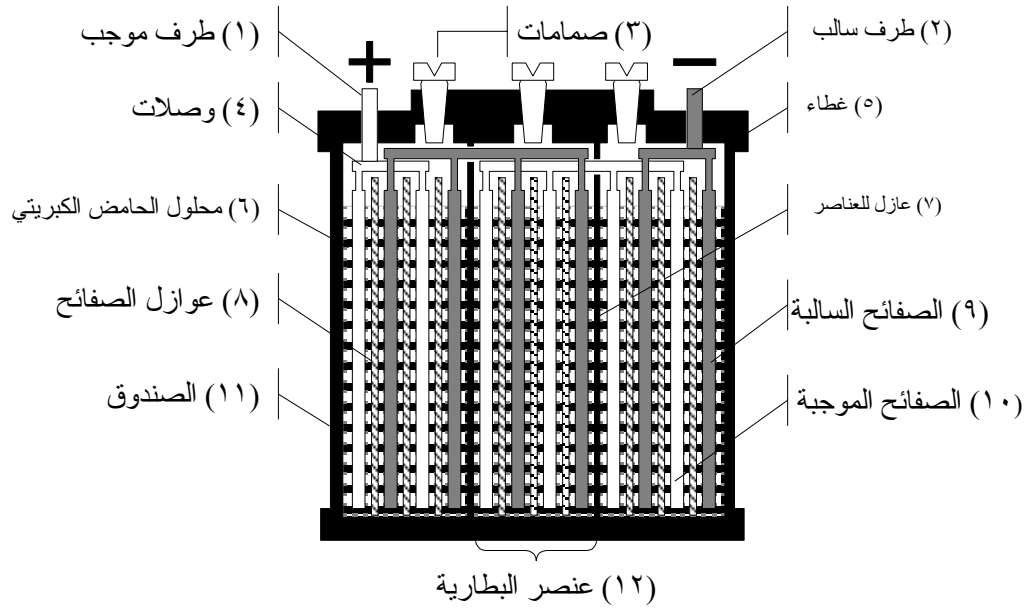 (١) طرف موجب
(٢) طرف سالب
(٣) صمامات
+
−
(٤) وصلات
(٥) غطاء
(٦) محلول الحامض الكبريتي
(٧) عازل للعناصر
(٨) عوازل الصفائح
(٩) الصفائح السالبة
(١٠) الصفائح الموجبة
(١١) الصندوق
(١٢) عنصر البطارية